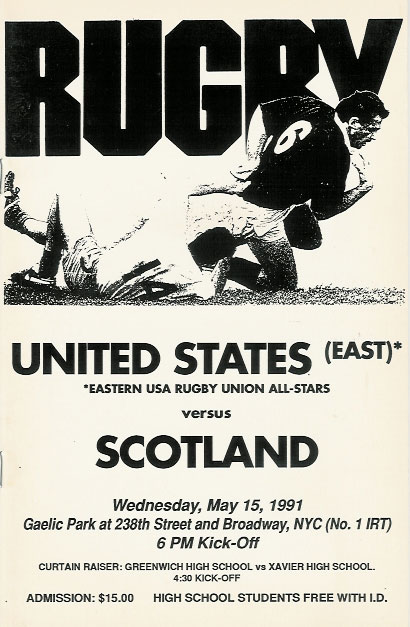 RUGBY
6
UNITED STATES (EAST)*
*EASTERN USA RUGBY UNION ALL-STARS
versus
SCOTLAND
Wednesday, May 15, 1991
Gaelic Park at 238th Street and Broadway, NYC (No. 1 IRT)
6 PM Kick-Off
CURTAIN RAISER: GREENWICH HIGH SCHOOL vs XAVIER HIGH SCHOOL.
4:30 KICK-OFF
ADMISSION: $15.00 HIGH SCHOOL STUDENTS FREE WITH I.D.